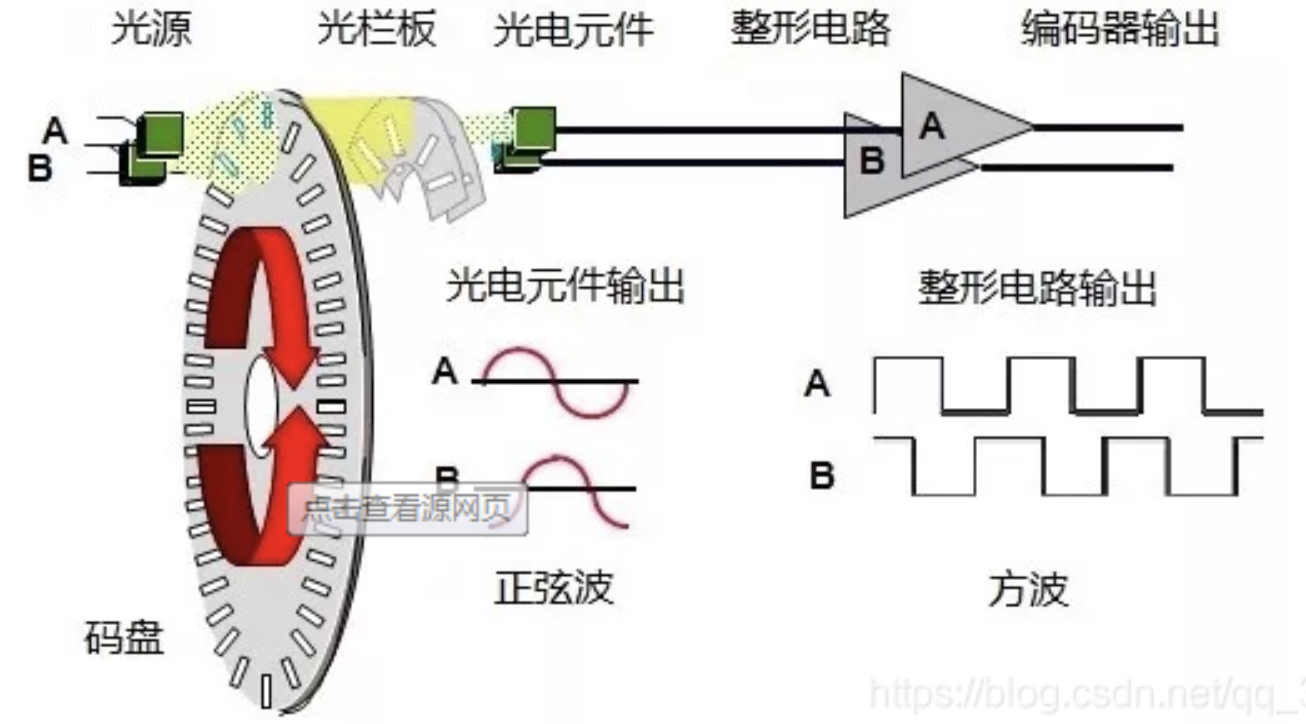 光源 光栏板 光电元件 整形电路 编码器输出
A
B
A
B
光电元件输出 整形电路输出
A
A
B
B
点击查看源网页
正弦波 方波
码盘
https://blog.csdn.net/qq_3